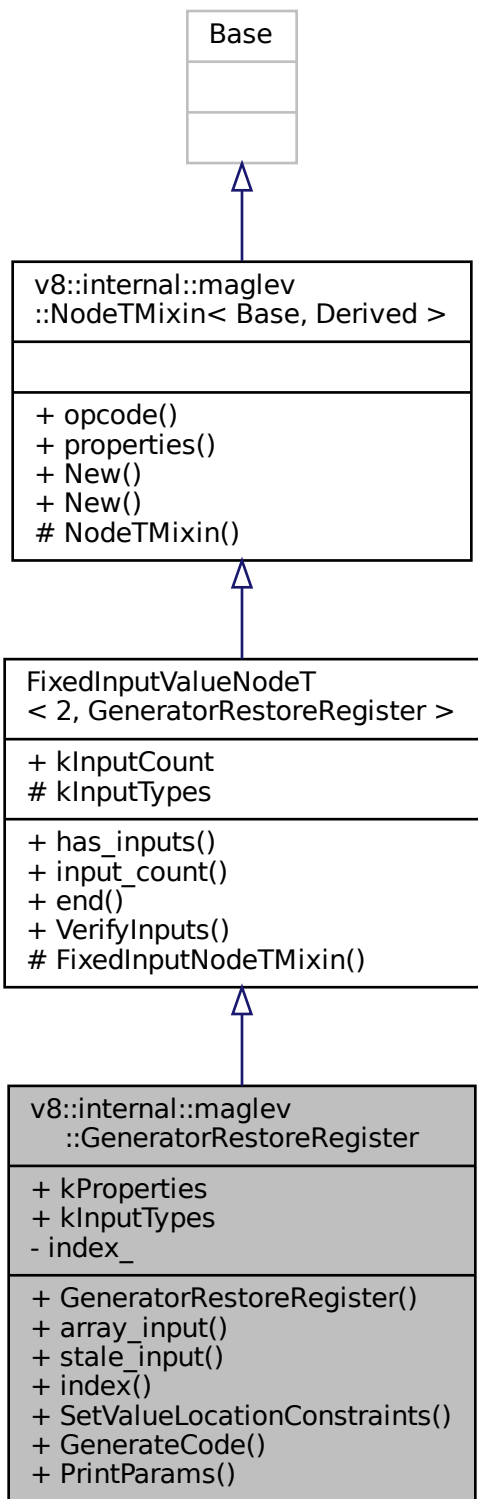 Base
v8::internal::maglev
::NodeTMixin< Base, Derived >
+ opcode()
+ properties()
+ New()
+ New()
# NodeTMixin()
FixedInputValueNodeT
< 2, GeneratorRestoreRegister >
+ kInputCount
# kInputTypes
+ has_inputs()
+ input_count()
+ end()
+ VerifyInputs()
# FixedInputNodeTMixin()
v8::internal::maglev
::GeneratorRestoreRegister
+ kProperties
+ kInputTypes
- index_
+ GeneratorRestoreRegister()
+ array_input()
+ stale_input()
+ index()
+ SetValueLocationConstraints()
+ GenerateCode()
+ PrintParams()